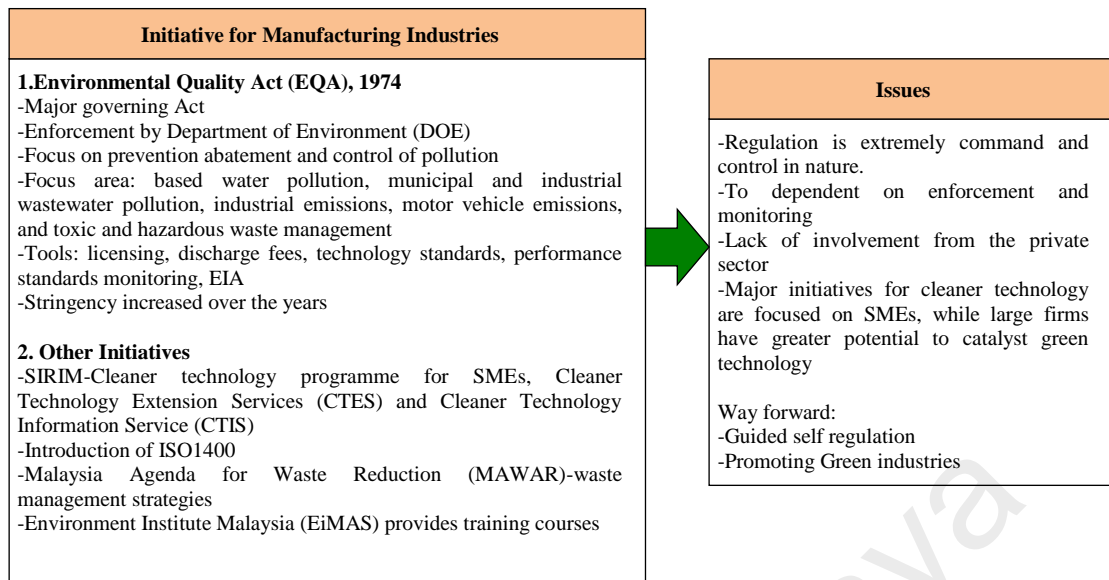 Initiative for Manufacturing Industries
1.Environmental Quality Act (EQA), 1974
-Major governing Act
-Enforcement by Department of Environment (DOE)
-Focus on prevention abatement and control of pollution
-Focus area: based water pollution, municipal and industrial
wastewater pollution, industrial emissions, motor vehicle emissions,
and toxic and hazardous waste management
-Tools: licensing, discharge fees, technology standards, performance
standards monitoring, EIA
-Stringency increased over the years
2. Other Initiatives
-SIRIM-Cleaner technology programme for SMEs, Cleaner
Technology Extension Services (CTES) and Cleaner Technology
Information Service (CTIS)
-Introduction of ISO1400
-Malaysia Agenda for Waste Reduction (MAWAR)-waste
management strategies
-Environment Institute Malaysia (EiMAS) provides training courses
Issues
-Regulation is extremely command and
control in nature.
-To dependent on enforcement and
monitoring
-Lack of involvement from the private
sector
-Major initiatives for cleaner technology
are focused on SMEs, while large firms
have greater potential to catalyst green
technology
Way forward:
-Guided self regulation
-Promoting Green industries